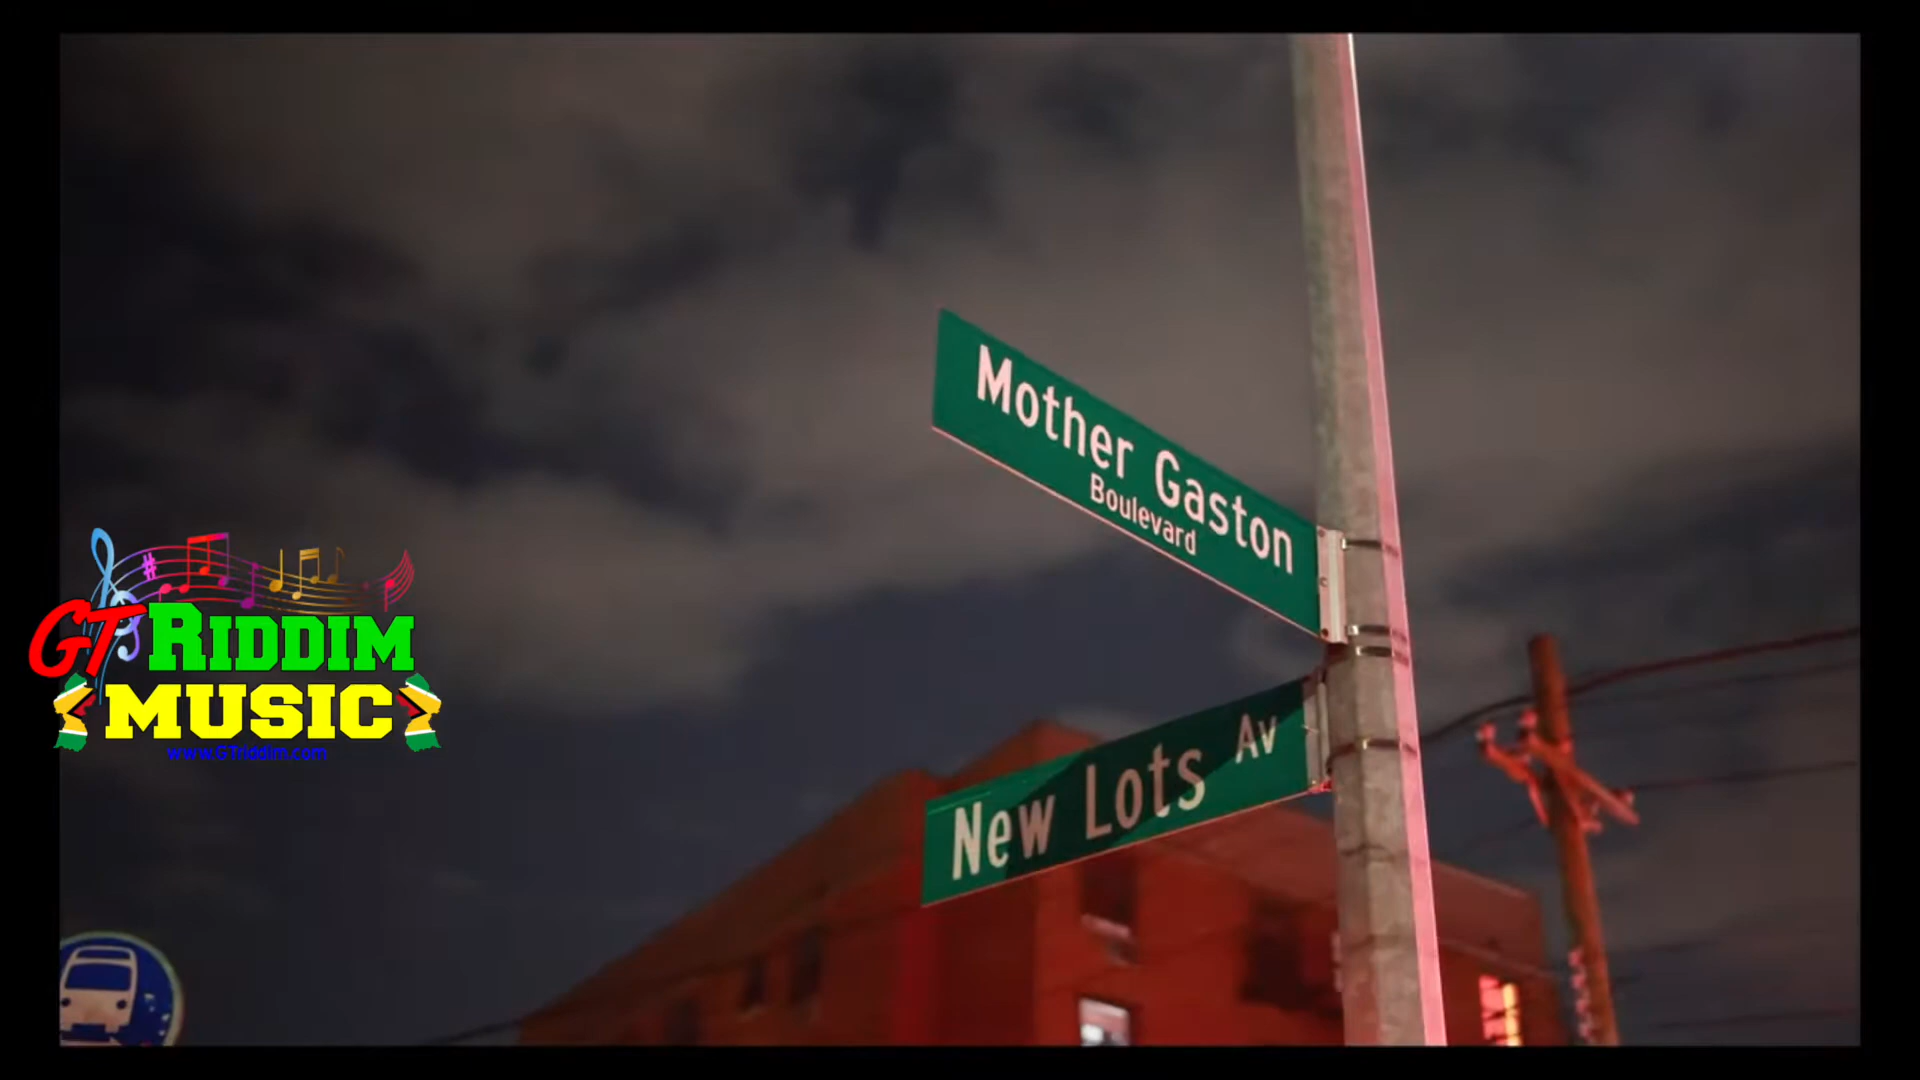 Mother Gaston
Boulevard
New Lots Av
GT RIDDIM
MUSIC
www.GTriddim.com